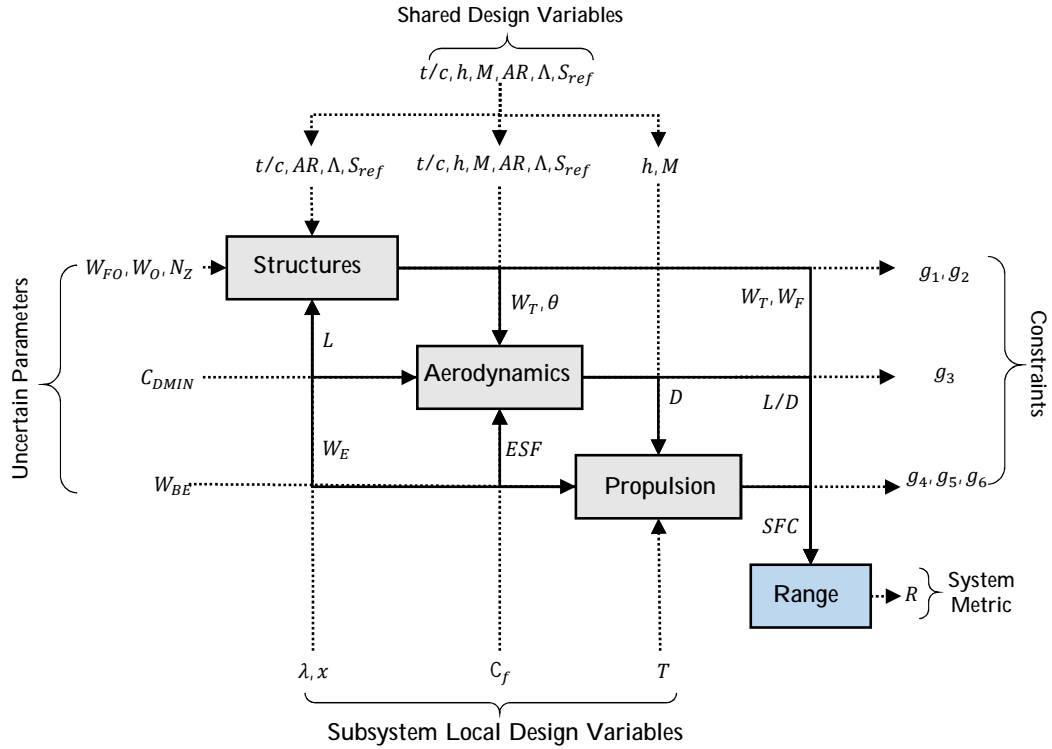 Shared Design Variables
t/c, h, M, AR, Λ, S_ref
t/c, AR, Λ, S_ref
t/c, h, M, AR, Λ, S_ref
h, M
Uncertain Parameters
W_FO, W_O, N_Z
Structures
g_1, g_2
W_T, θ
W_T, W_F
L
C_DMIN
Aerodynamics
g_3
Constraints
D
L/D
W_E
ESF
W_BE
Propulsion
g_4, g_5, g_6
SFC
Range
R
System
Metric
λ, x
C_f
T
Subsystem Local Design Variables